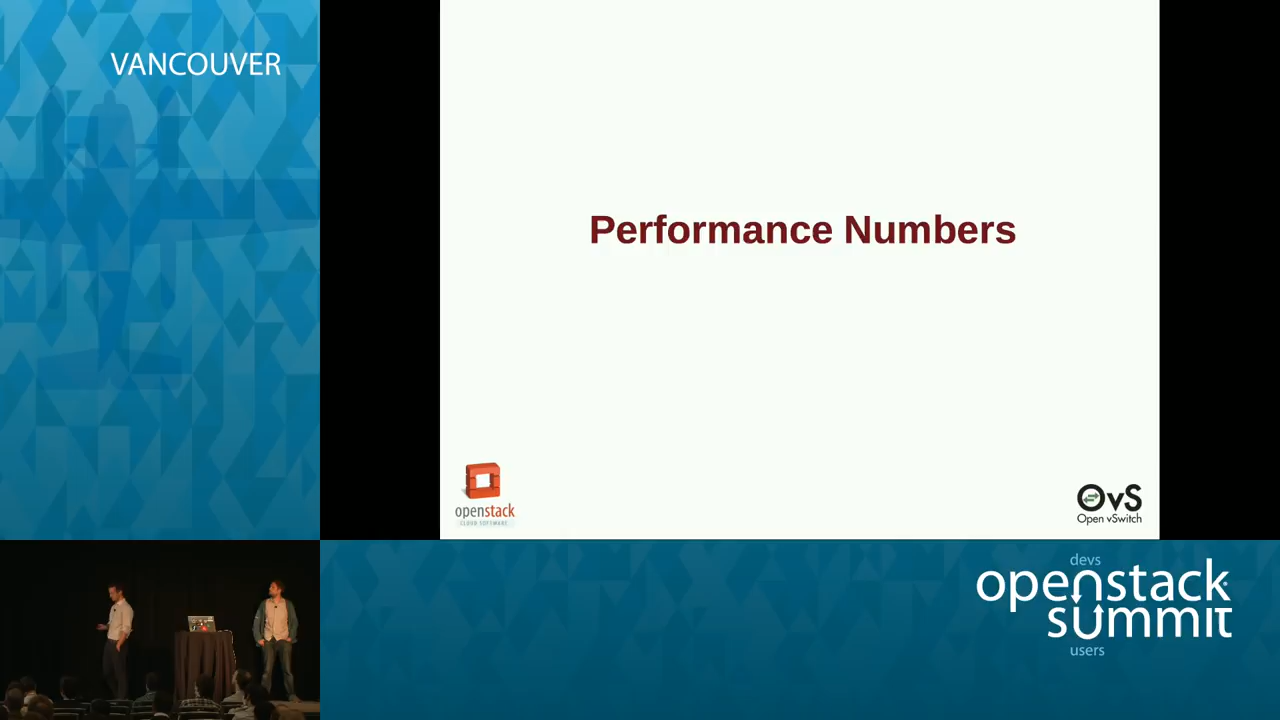 VANCOUVER
Performance Numbers
openstack
CLOUD SOFTWARE
OvS
Open vSwitch
devs
openstack
summit
users